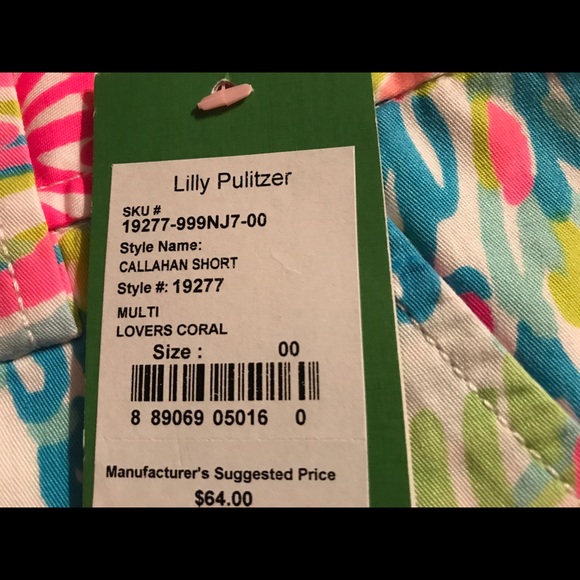 Lilly Pulitzer
SKU #
19277-999NJ7-00
Style Name:
CALLAHAN SHORT
Style #: 19277
MULTI
LOVERS CORAL
Size : 00
8 89069 05016 0
Manufacturer's Suggested Price
$64.00